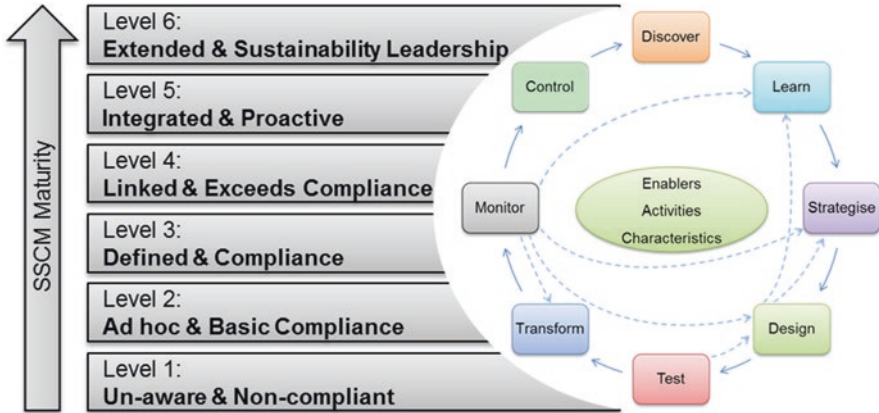 SSCM Maturity
Level 6:
Extended & Sustainability Leadership
Level 5:
Integrated & Proactive
Level 4:
Linked & Exceeds Compliance
Level 3:
Defined & Compliance
Level 2:
Ad hoc & Basic Compliance
Level 1:
Un-aware & Non-compliant
Discover
Learn
Strategise
Design
Test
Transform
Monitor
Control
Enablers
Activities
Characteristics